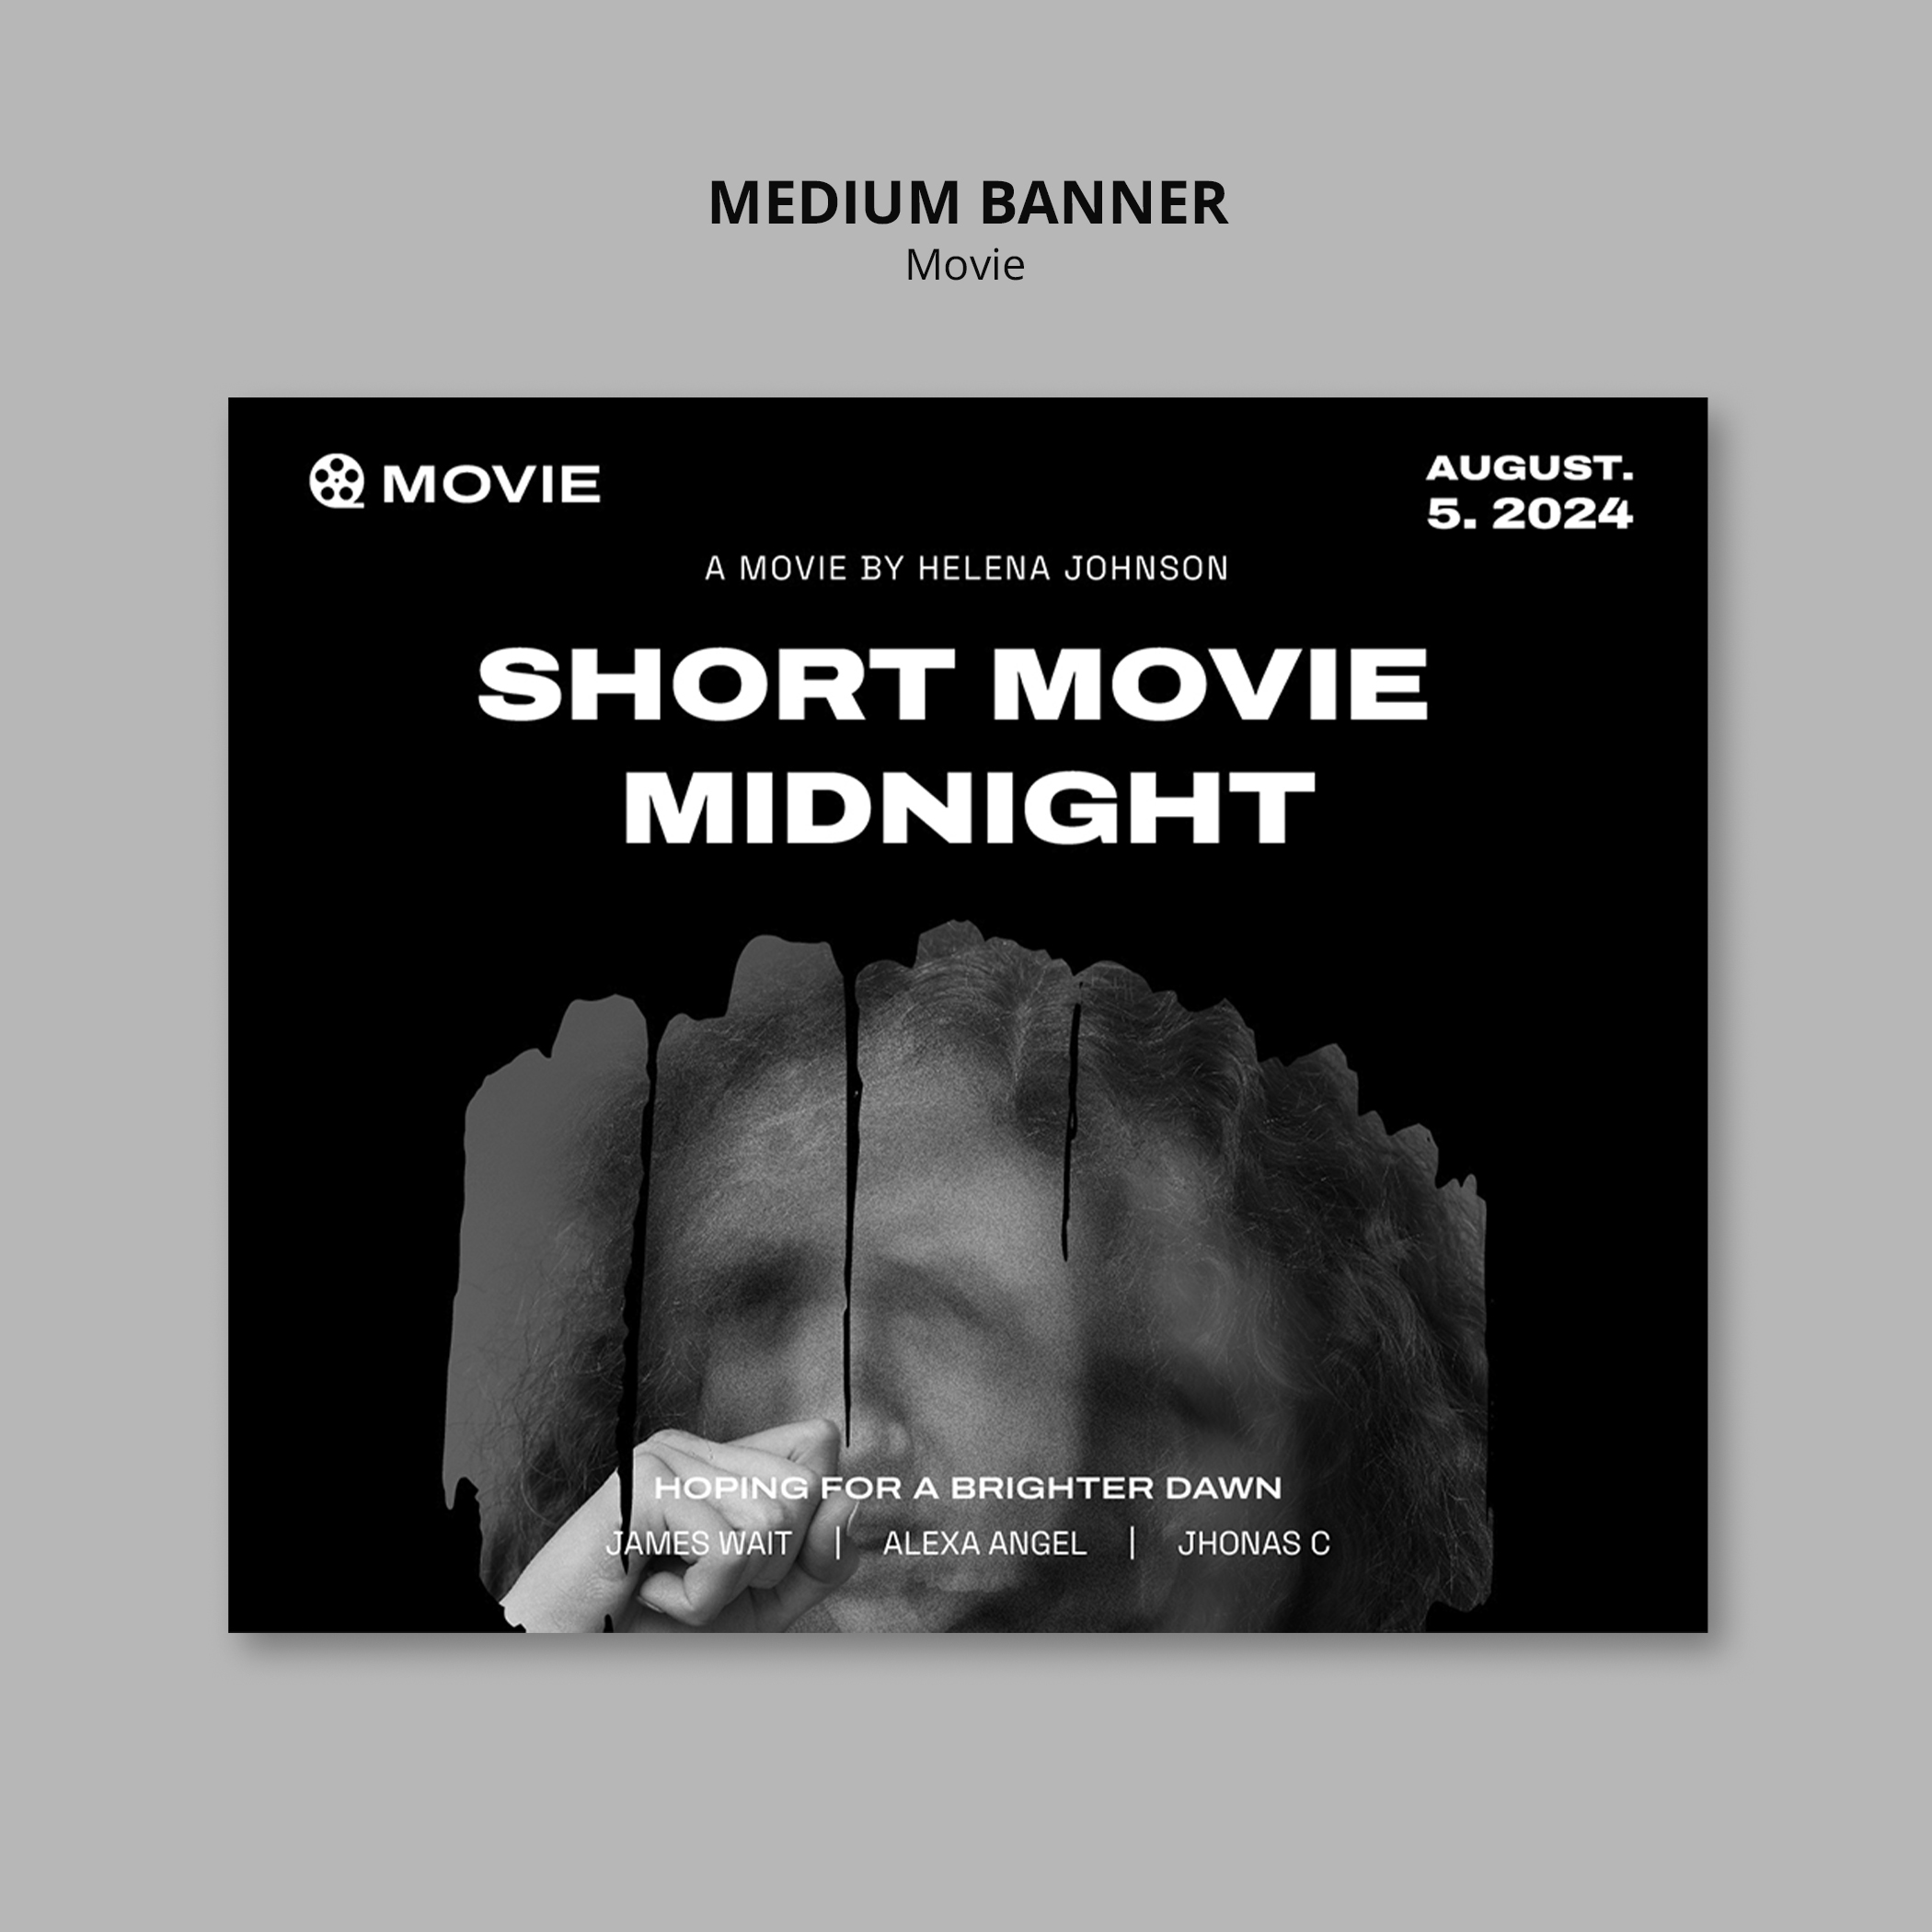 MEDIUM BANNER
Movie
MOVIE
AUGUST.
5. 2024
A MOVIE BY HELENA JOHNSON
SHORT MOVIE
MIDNIGHT
HOPING FOR A BRIGHTER DAWN
JAMES WAIT | ALEXA ANGEL | JHONAS C